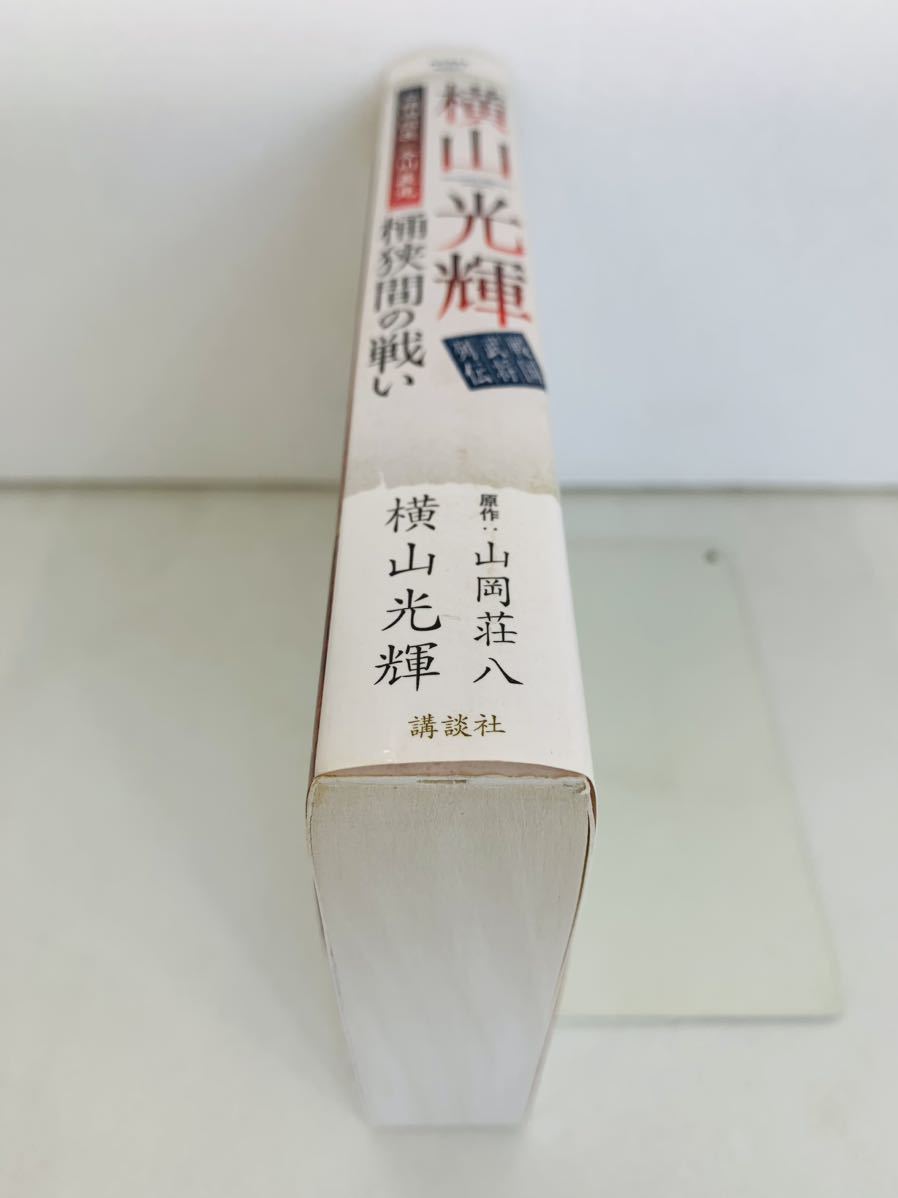 横山光輝
戦国
武将
列伝
桶狭間の戦い
原作:山岡荘八
横山光輝
講談社